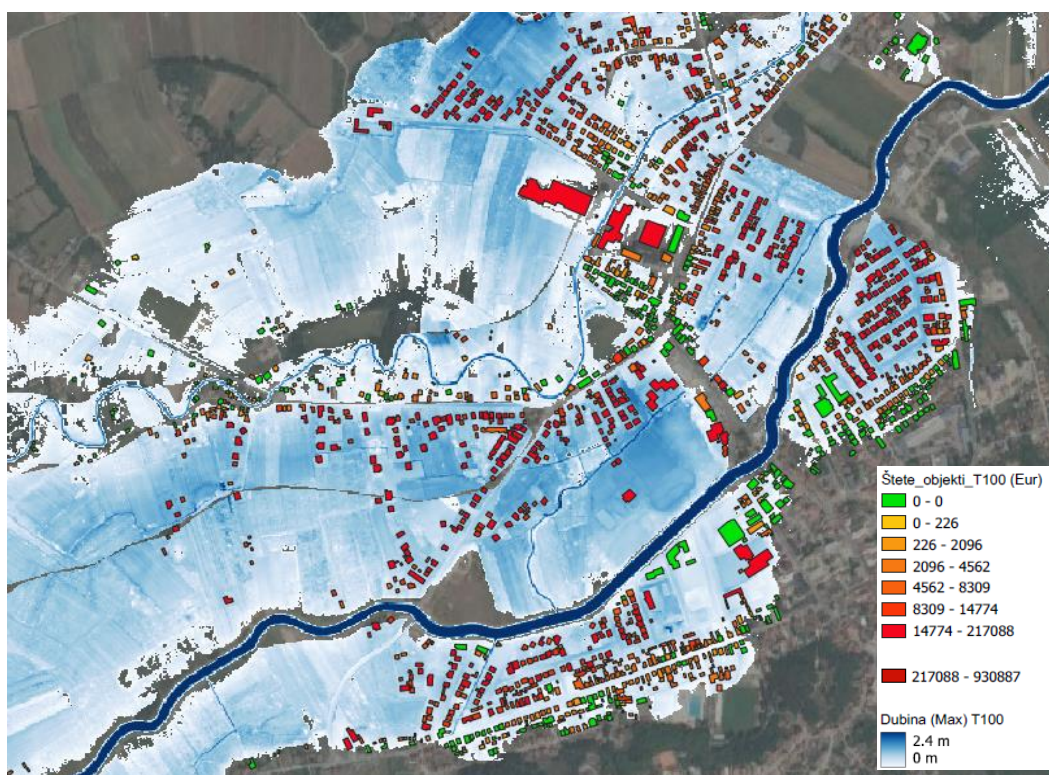 Štete_objekti_T100 (Eur)
0 - 0
0 - 226
226 - 2096
2096 - 4562
4562 - 8309
8309 - 14774
14774 - 217088
217088 - 930887
Dubina (Max) T100
2.4 m
0 m